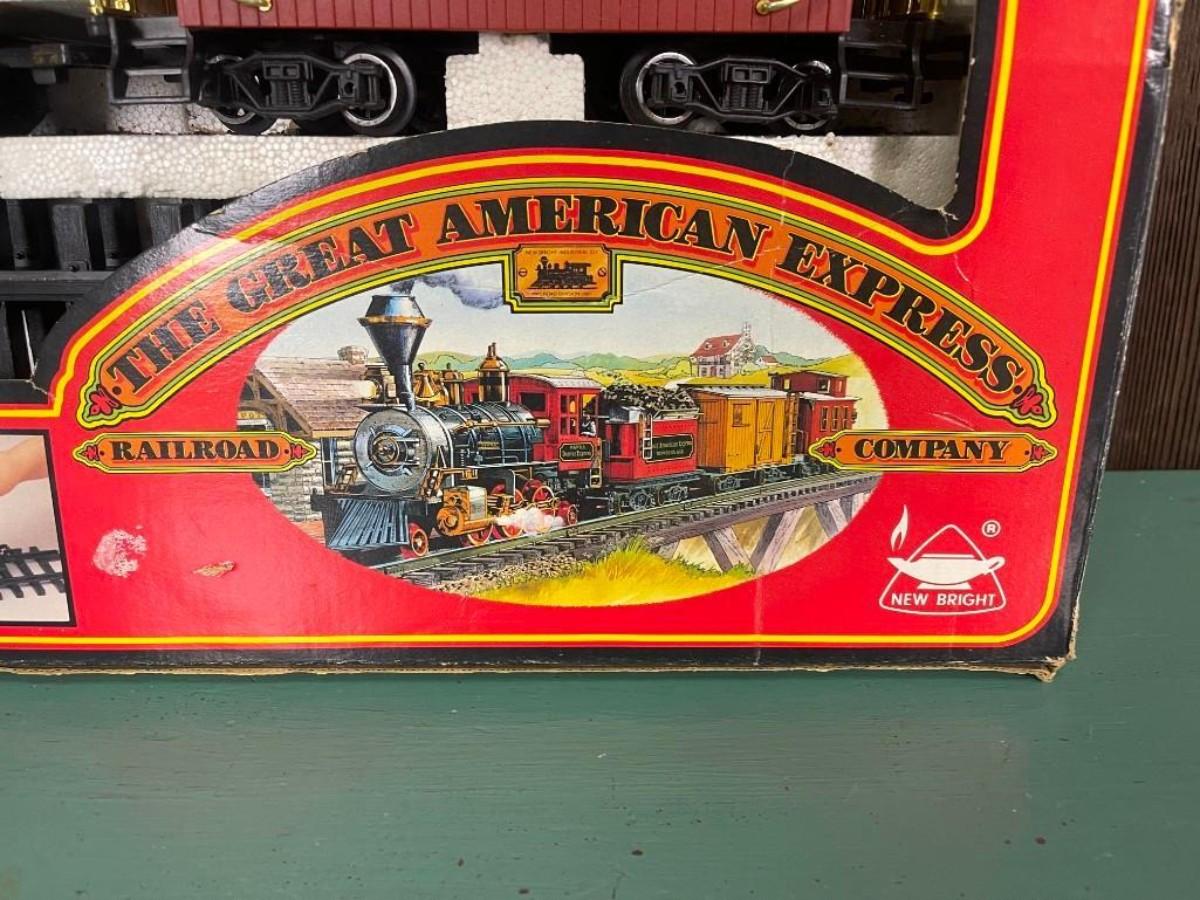 THE GREAT AMERICAN EXPRESS
RAILROAD
COMPANY
®
NEW BRIGHT